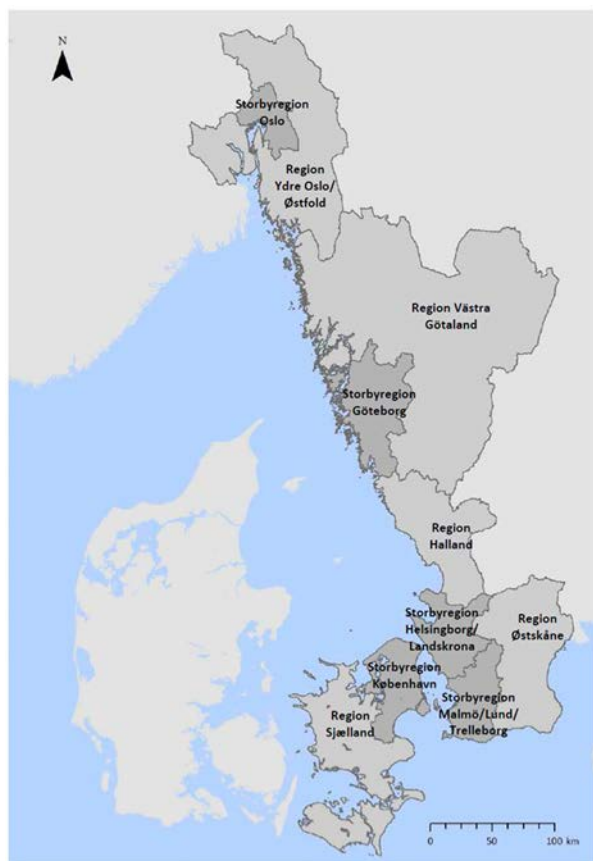 N
Storbyregion
Oslo
Region
Ydre Oslo/
Østfold
Region Västra
Götaland
Storbyregion
Göteborg
Region
Halland
Storbyregion
Helsingborg/
Landskrona
Region
Østskåne
Storbyregion
København
Storbyregion
Malmö/Lund/
Trelleborg
Region
Sjælland
0 50 100 km